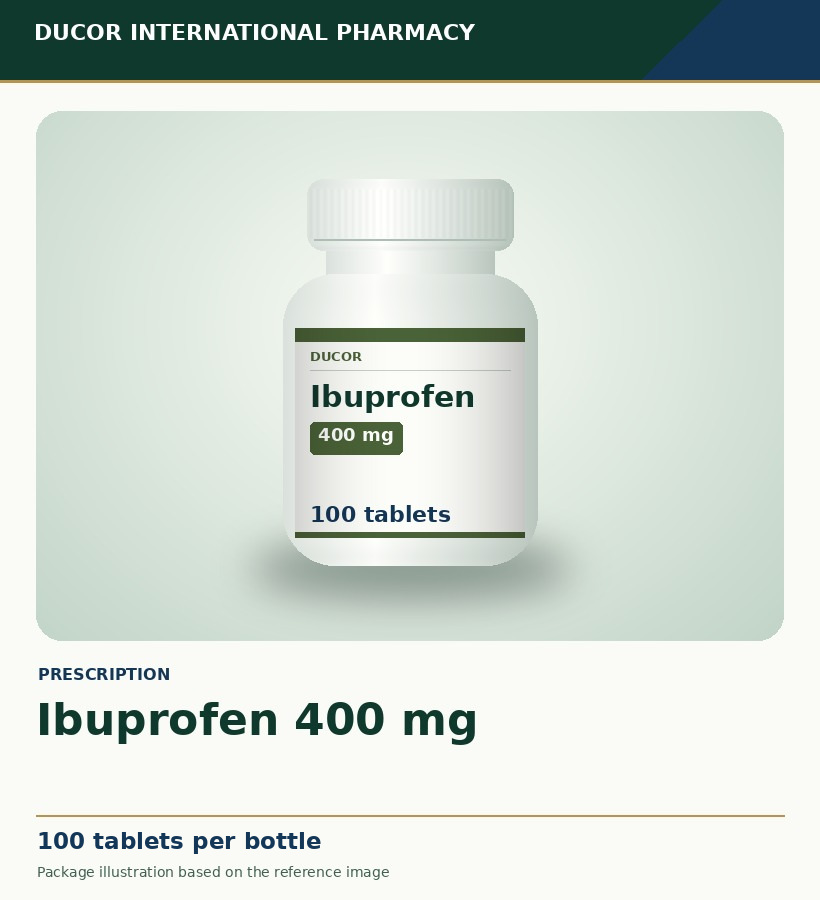 DUCOR INTERNATIONAL PHARMACY
DUCOR
Ibuprofen
400 mg
100 tablets
PRESCRIPTION
Ibuprofen 400 mg
100 tablets per bottle
Package illustration based on the reference image